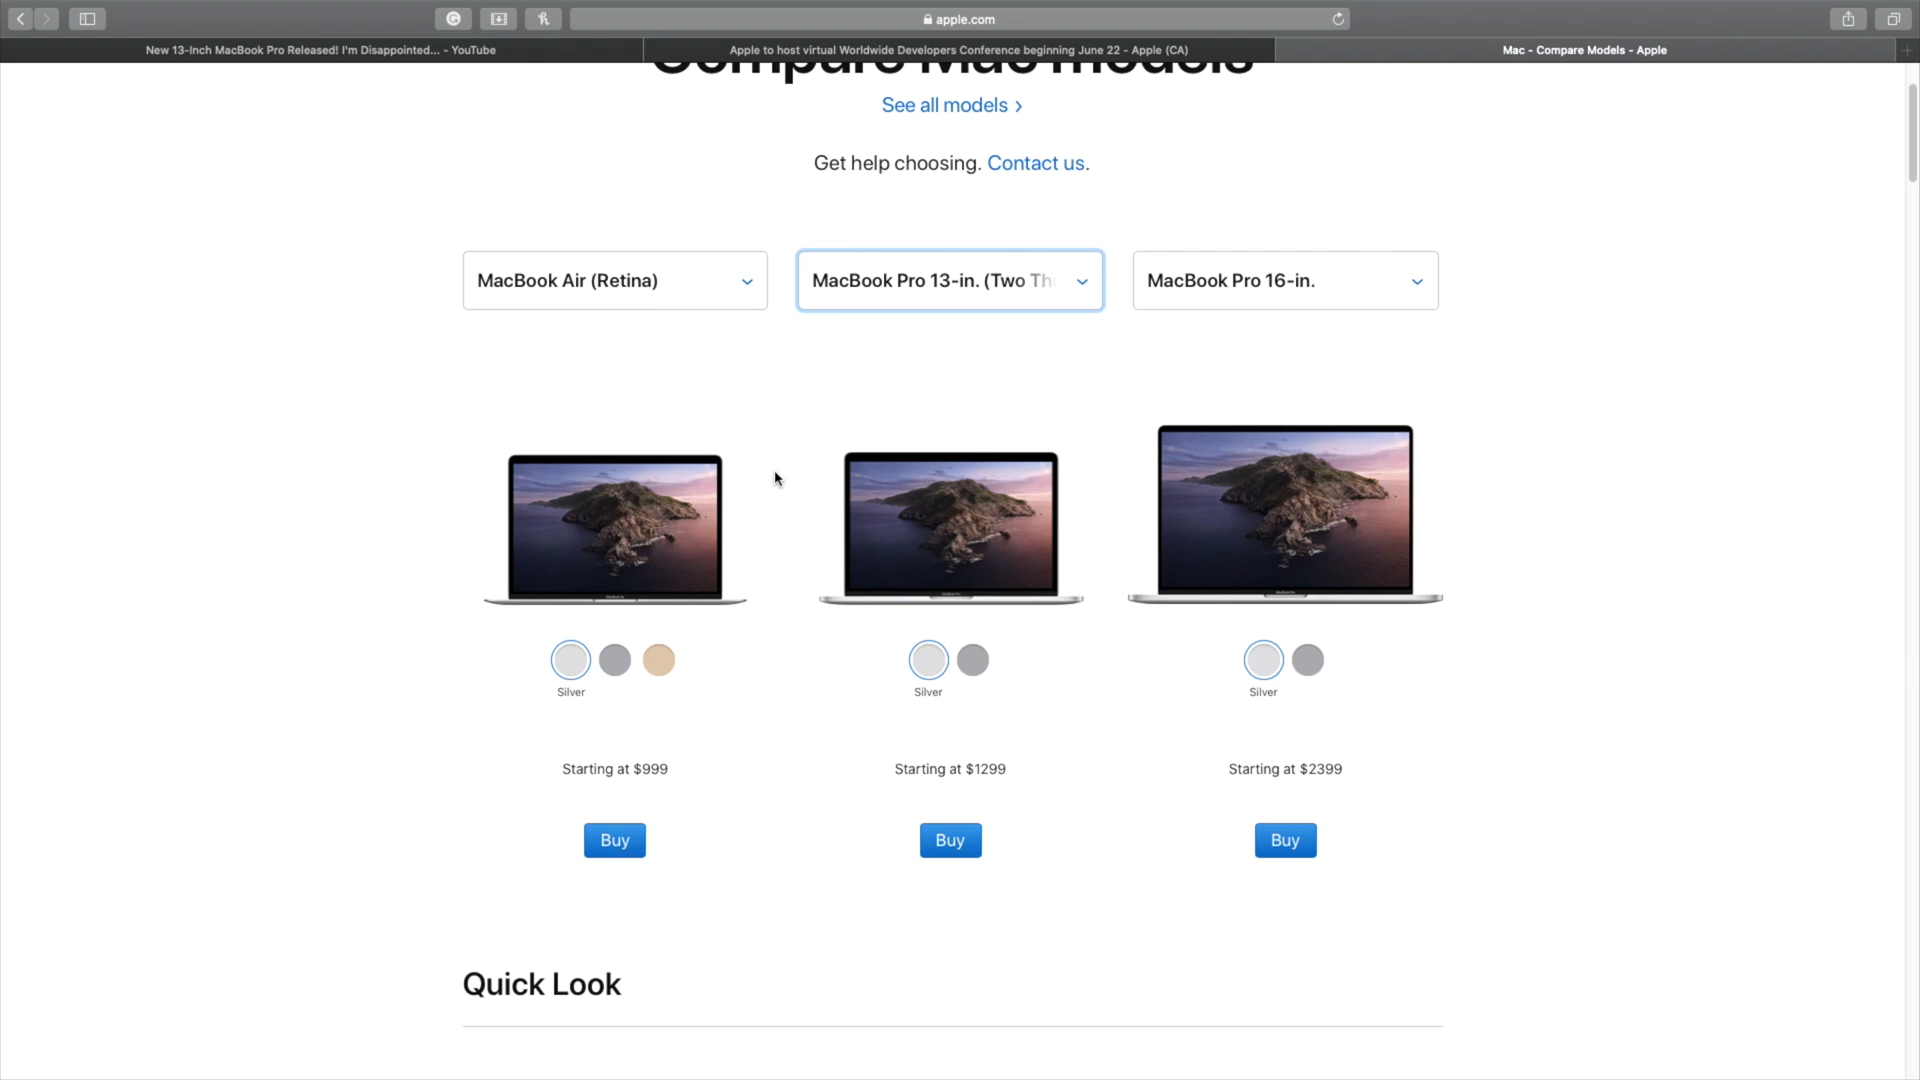 apple.com
New 13-Inch MacBook Pro Released! I'm Disappointed... - YouTube
Apple to host virtual Worldwide Developers Conference beginning June 22 - Apple (CA)
Mac - Compare Models - Apple
Compare Mac models
See all models >
Get help choosing. Contact us.
MacBook Air (Retina)
MacBook Pro 13-in. (Two Th
MacBook Pro 16-in.
Silver
Silver
Silver
Starting at $999
Starting at $1299
Starting at $2399
Buy
Buy
Buy
Quick Look